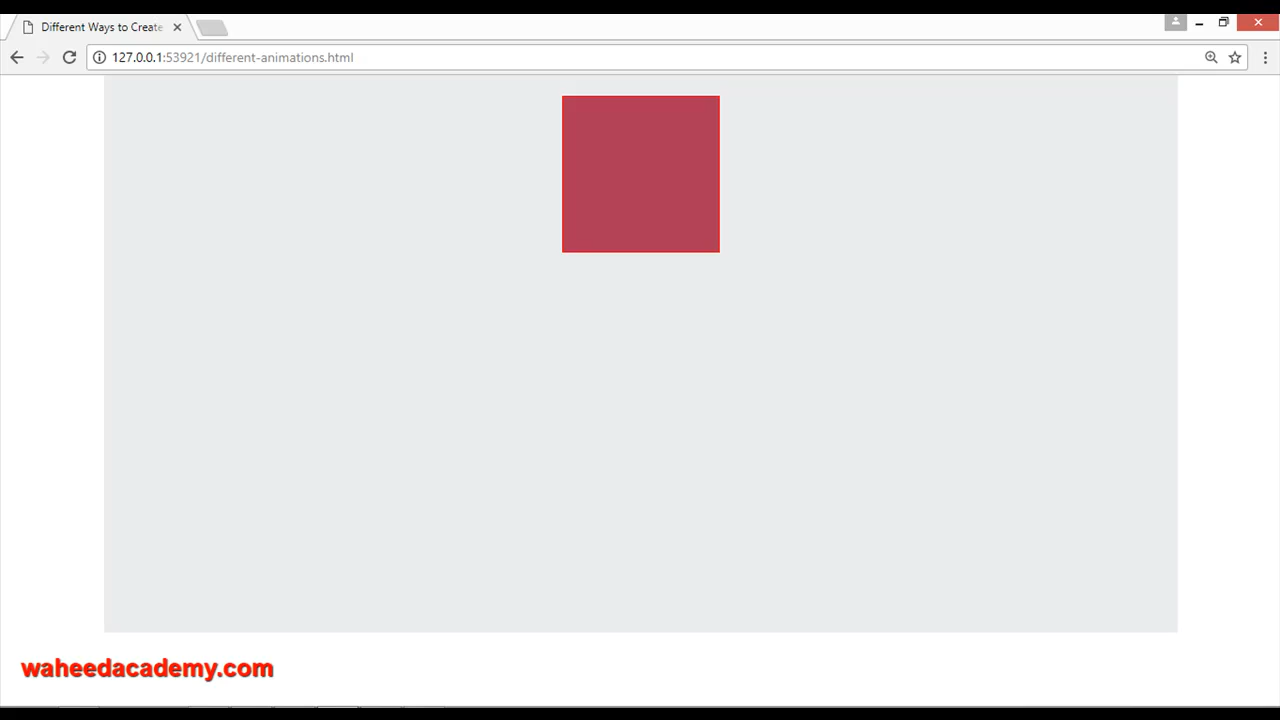 Different Ways to Create
127.0.0.1:53921/different-animations.html
waheedacademy.com